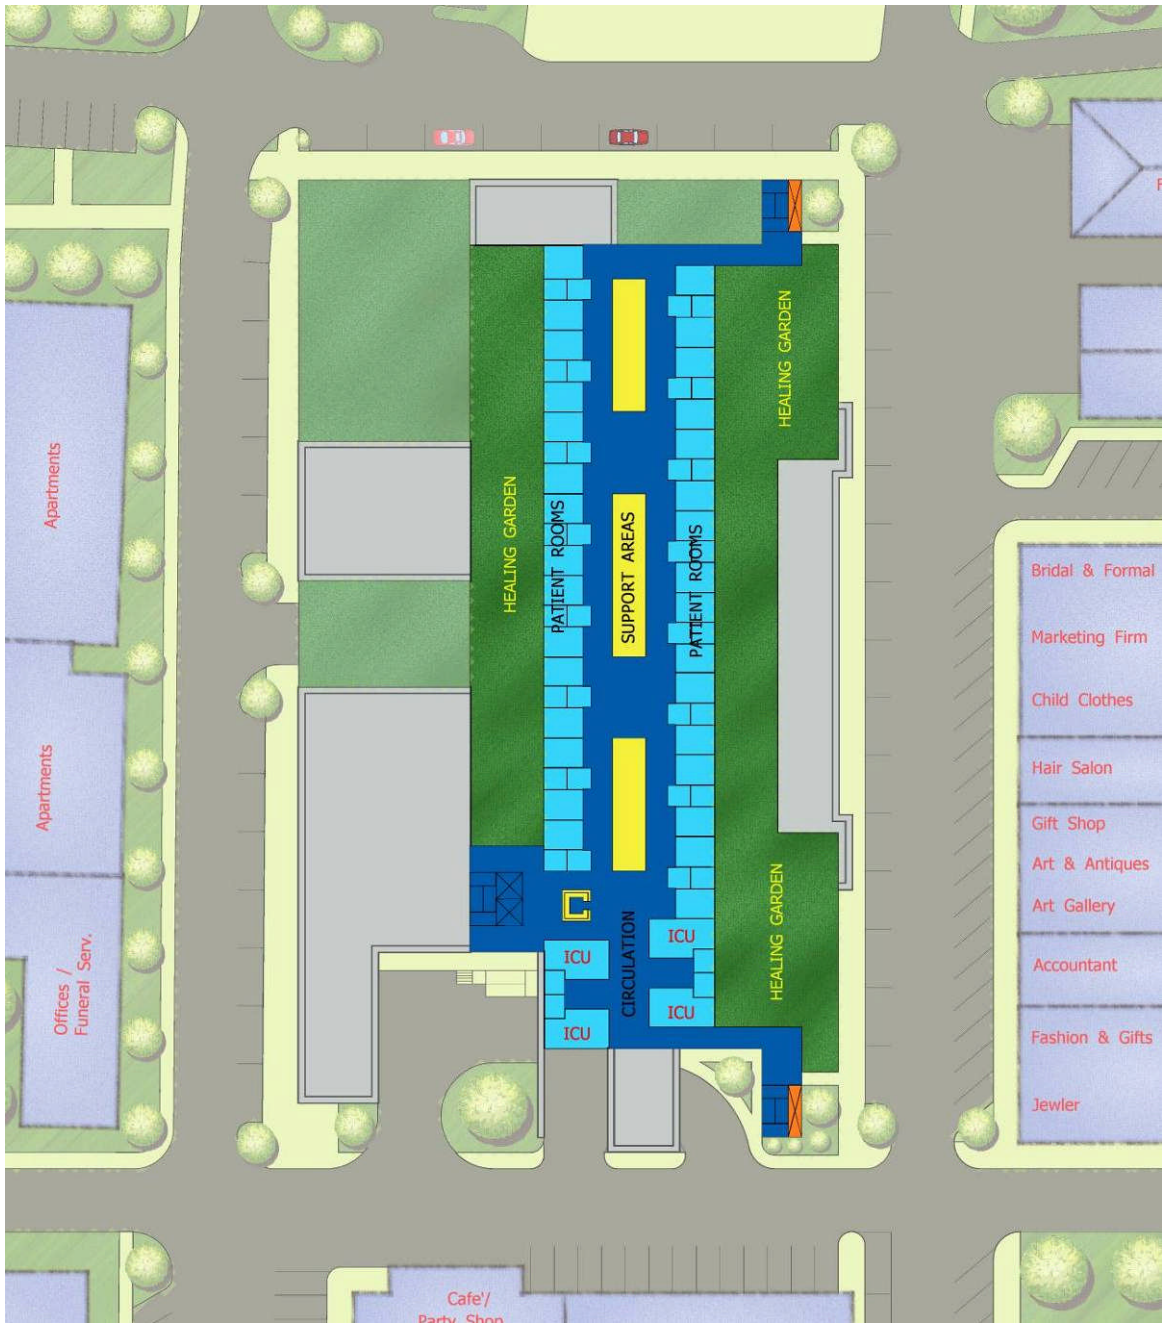 F
HEALING GARDEN
HEALING GARDEN
PATIENT ROOMS
SUPPORT AREAS
PATIENT ROOMS
Apartments
Bridal & Formal
Marketing Firm
Child Clothes
Apartments
Hair Salon
Gift Shop
Art & Antiques
Art Gallery
HEALING GARDEN
CIRCULATION
ICU
ICU
ICU
ICU
Accountant
Offices /
Funeral Serv.
Fashion & Gifts
Jewler
Cafe'/
Party Shop